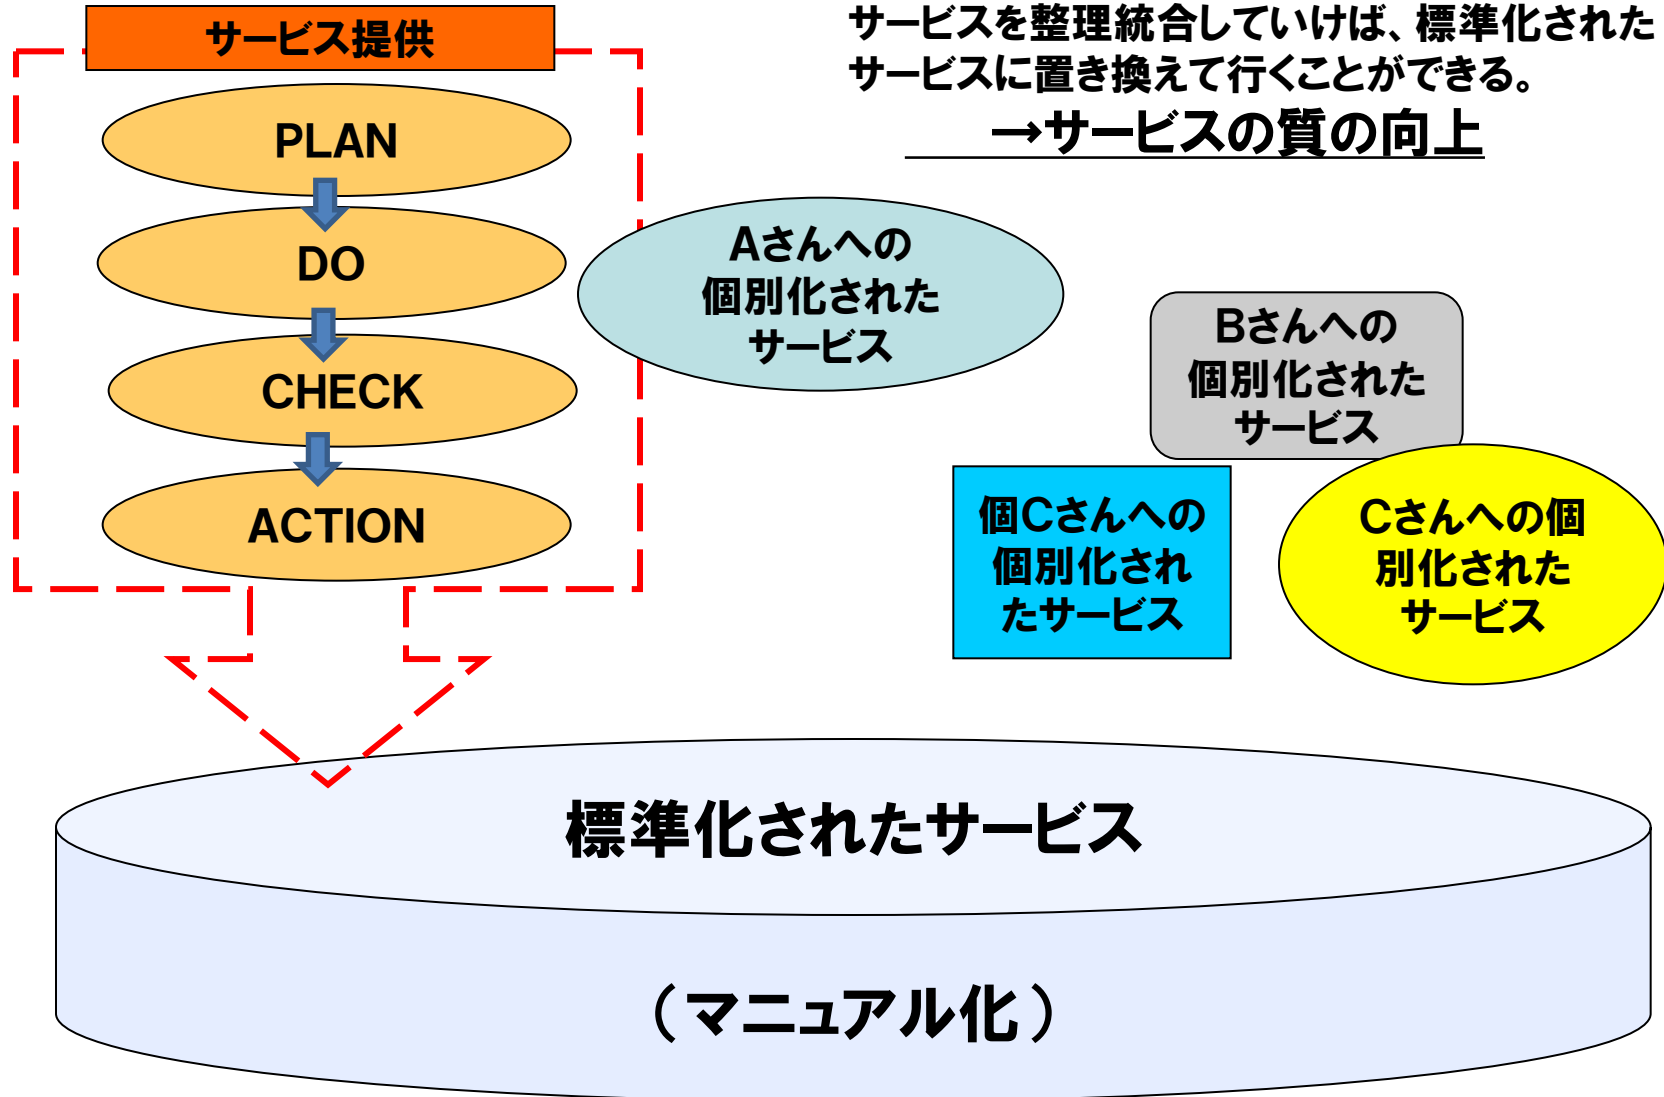 サービス提供
サービスを整理統合していけば、標準化された
サービスに置き換えて行くことができる。
→サービスの質の向上
PLAN
DO
CHECK
ACTION
Aさんへの
個別化された
サービス
Bさんへの
個別化された
サービス
個Cさんへの
個別化され
たサービス
Cさんへの個
別化された
サービス
標準化されたサービス
（マニュアル化）